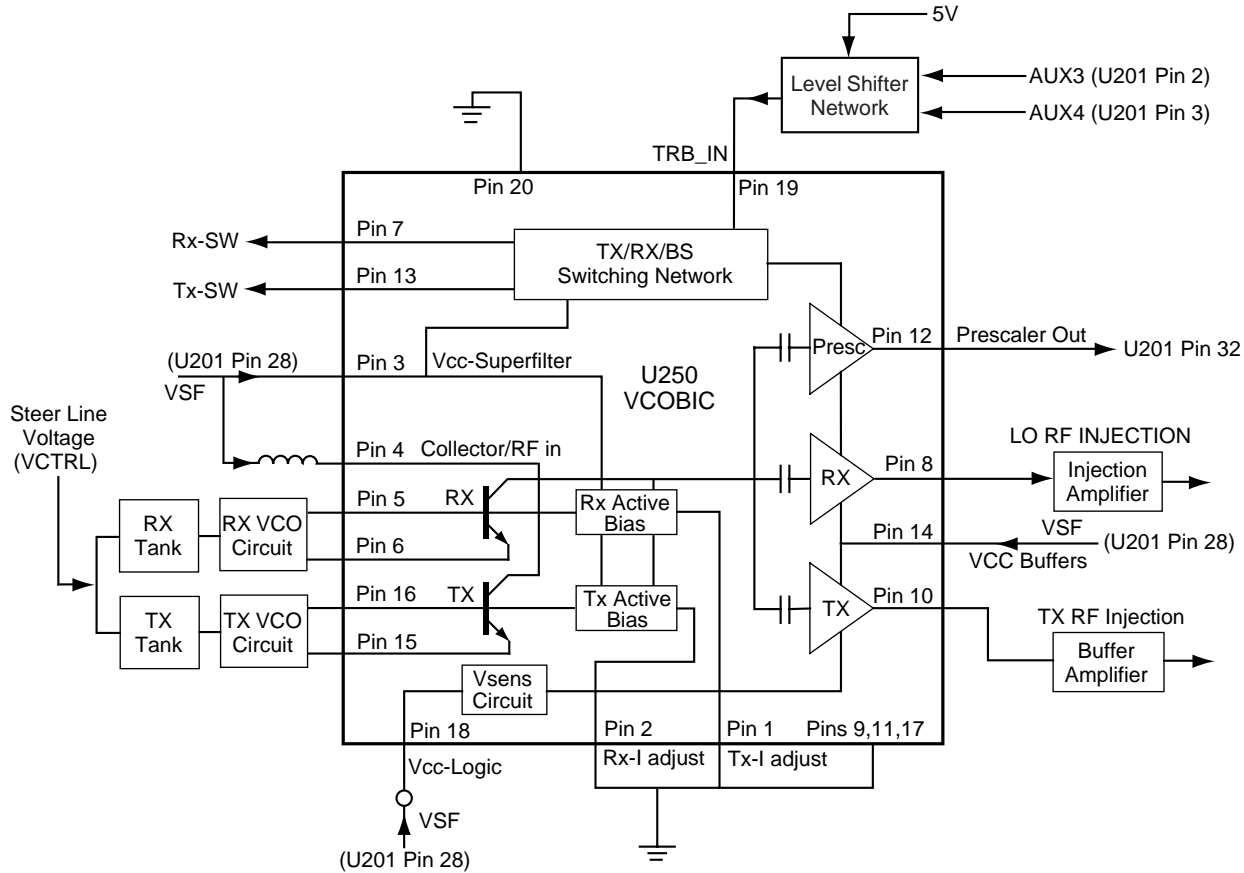 5V
Level Shifter
Network
AUX3 (U201 Pin 2)
AUX4 (U201 Pin 3)
TRB_IN
Pin 20
Pin 19
Rx-SW
Pin 7
Tx-SW
Pin 13
TX/RX/BS
Switching Network
Presc
Pin 12
Prescaler Out
U201 Pin 32
(U201 Pin 28)
VSF
Pin 3
Vcc-Superfilter
U250
VCOBIC
Steer Line
Voltage
(VCTRL)
Pin 4
Collector/RF in
LO RF INJECTION
RX
Pin 8
Injection
Amplifier
RX
Tank
RX VCO
Circuit
Pin 5
Pin 6
RX
Rx Active
Bias
Pin 14
VSF
VCC Buffers
(U201 Pin 28)
TX
Tank
TX VCO
Circuit
Pin 16
Pin 15
TX
Tx Active
Bias
TX
Pin 10
TX RF Injection
Buffer
Amplifier
Vsens
Circuit
Pin 18
Pin 2
Pin 1
Pins 9,11,17
Vcc-Logic
Rx-I adjust
Tx-I adjust
VSF
(U201 Pin 28)